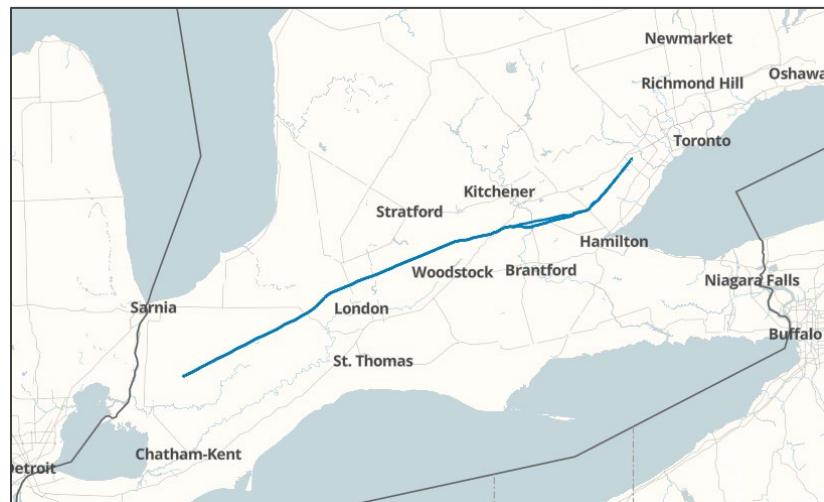 Newmarket
Richmond Hill
Oshawa
Toronto
Kitchener
Stratford
Hamilton
Woodstock
Brantford
Niagara Falls
Sarnia
London
Buffalo
St. Thomas
Chatham-Kent
Detroit